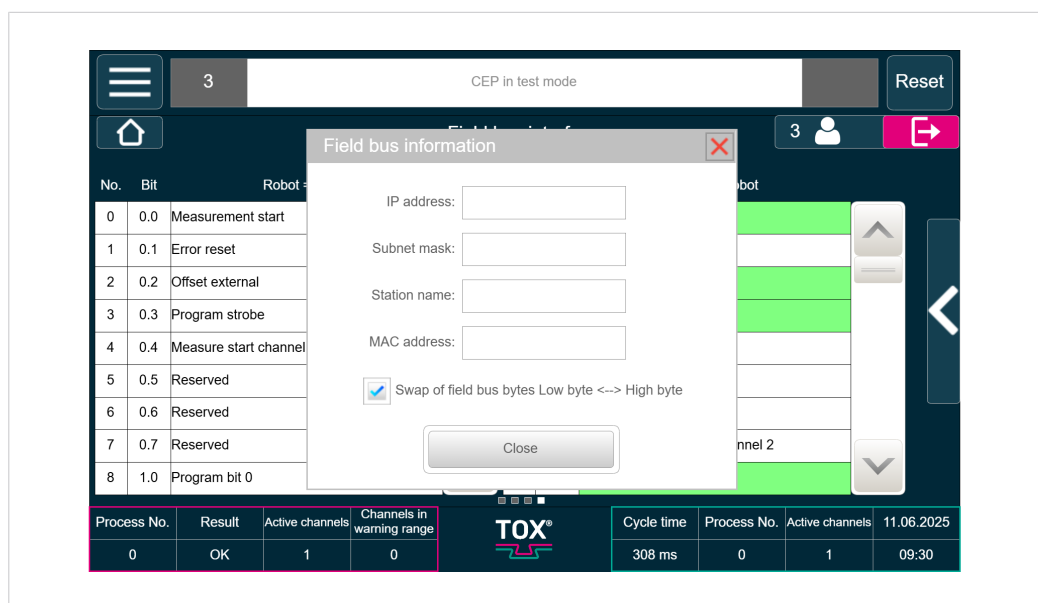 3
CEP in test mode
Reset
3
Field bus information
No. Bit Robot
IP address:
0 0.0 Measurement start
1 0.1 Error reset
Subnet mask:
2 0.2 Offset external
Station name:
3 0.3 Program strobe
MAC address:
4 0.4 Measure start channel
5 0.5 Reserved
Swap of field bus bytes Low byte <--> High byte
6 0.6 Reserved
7 0.7 Reserved
Close
nnel 2
8 1.0 Program bit 0
Process No. Result Active channels Channels in
warning range
TOX®
Cycle time Process No. Active channels 11.06.2025
0 OK 1 0
308 ms 0 1 09:30